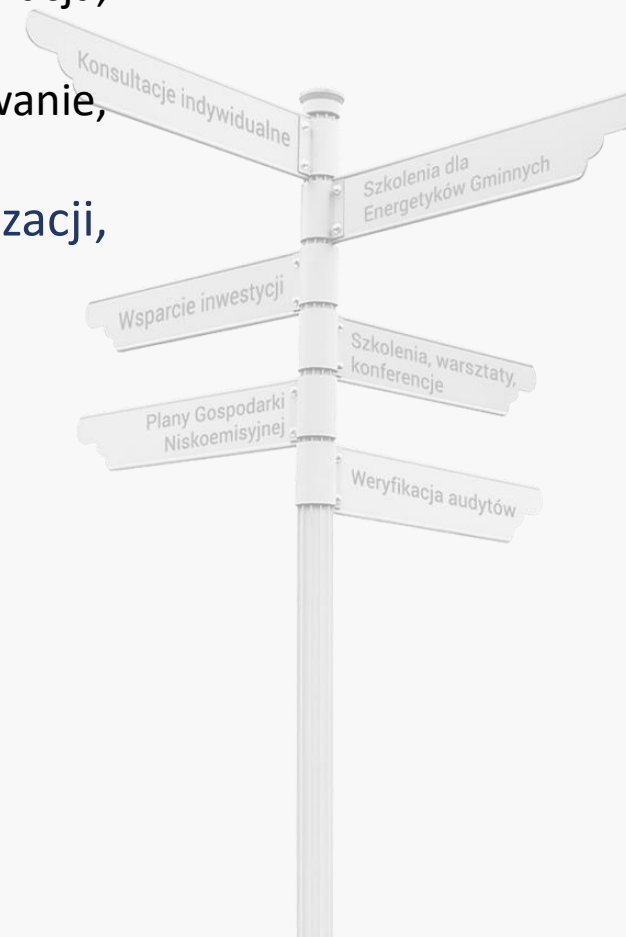 wanie,
zacji,
Konsultacje indywidualne
Szkolenia dla
Energetyków Gminnych
Wsparcie inwestycji
Szkolenia, warsztaty,
konferencje
Plany Gospodarki
Niskoemisyjnej
Weryfikacja audytów